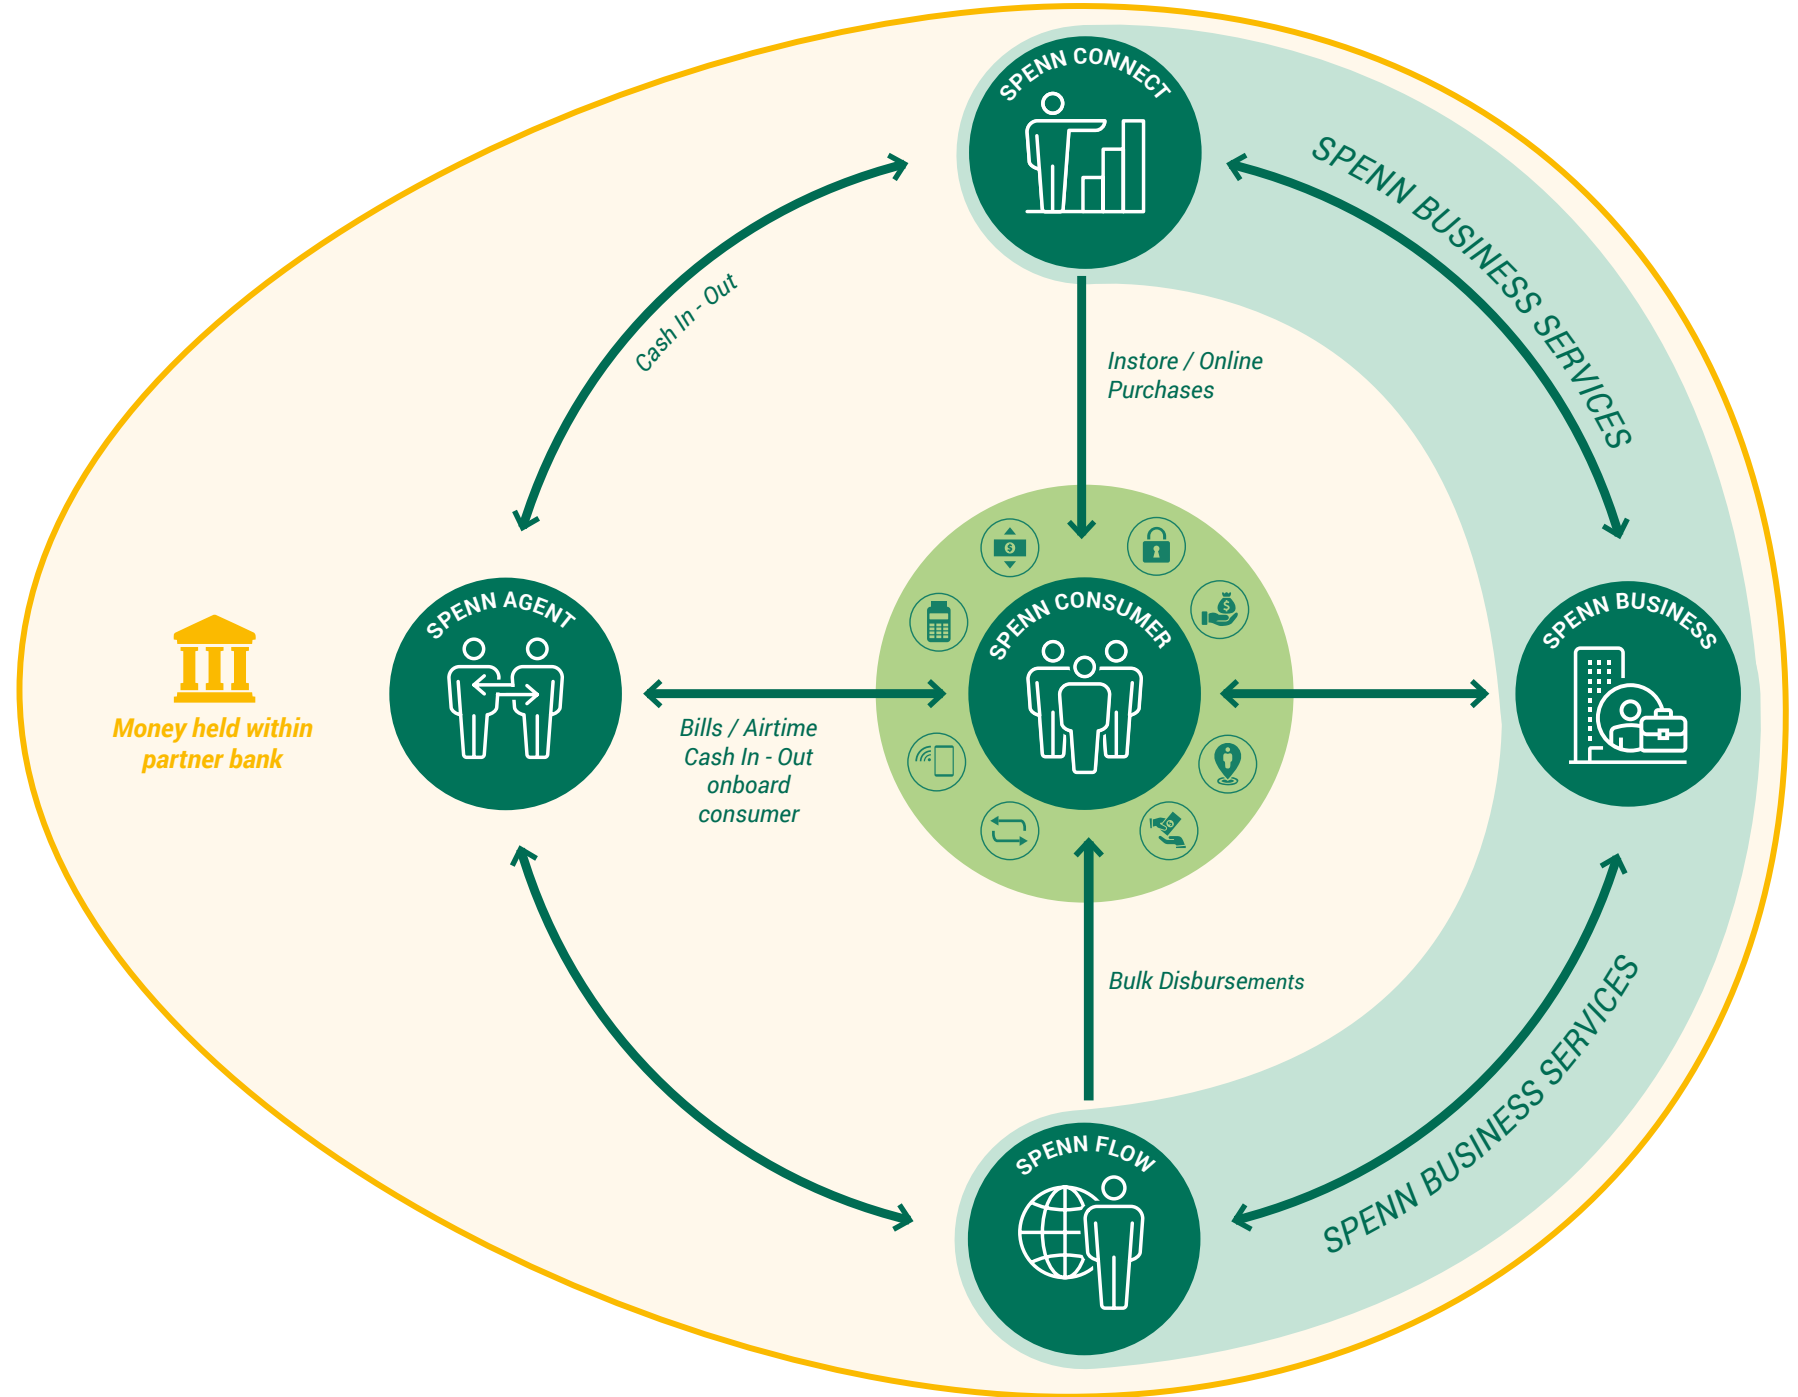 SPENN CONNECT
SPENN BUSINESS SERVICES
Cash In - Out
Instore / Online
Purchases
SPENN AGENT
SPENN CONSUMER
SPENN BUSINESS
Money held within
partner bank
Bills / Airtime
Cash In - Out
onboard
consumer
Bulk Disbursements
SPENN BUSINESS SERVICES
SPENN FLOW